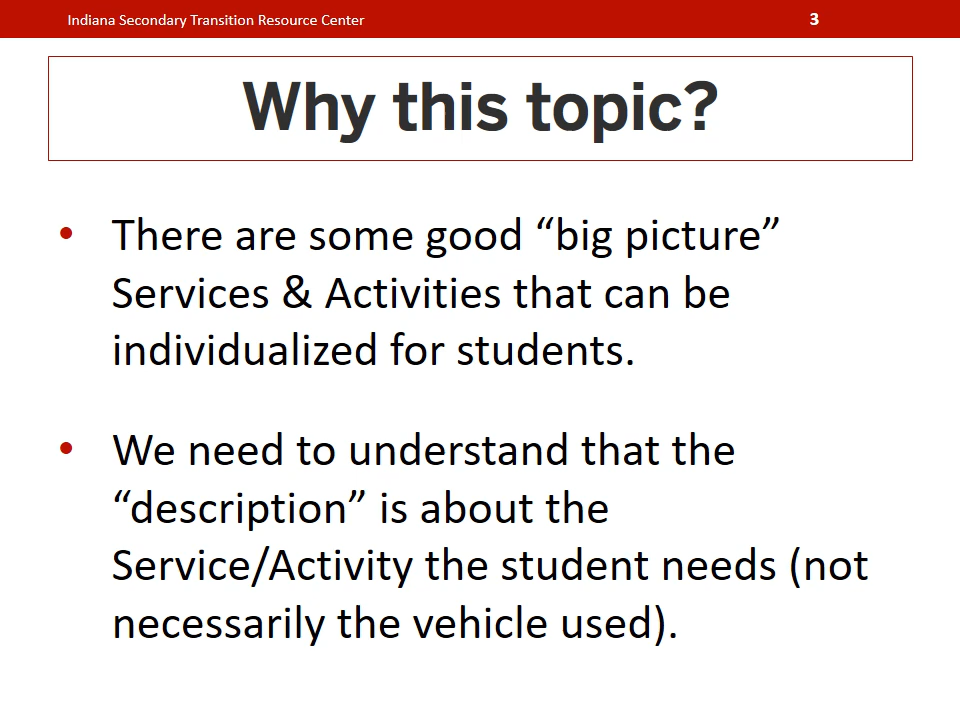 Indiana Secondary Transition Resource Center 3
Why this topic?
• There are some good “big picture”
Services & Activities that can be
individualized for students.
• We need to understand that the
“description” is about the
Service/Activity the student needs (not
necessarily the vehicle used).